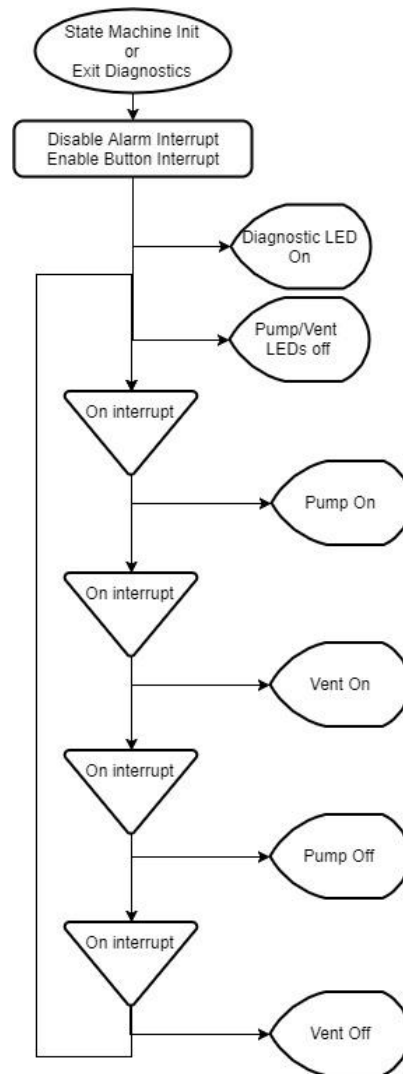 State Machine Init
or
Exit Diagnostics
Disable Alarm Interrupt
Enable Button Interrupt
Diagnostic LED
On
Pump/Vent
LEDs off
On interrupt
Pump On
On interrupt
Vent On
On interrupt
Pump Off
On interrupt
Vent Off